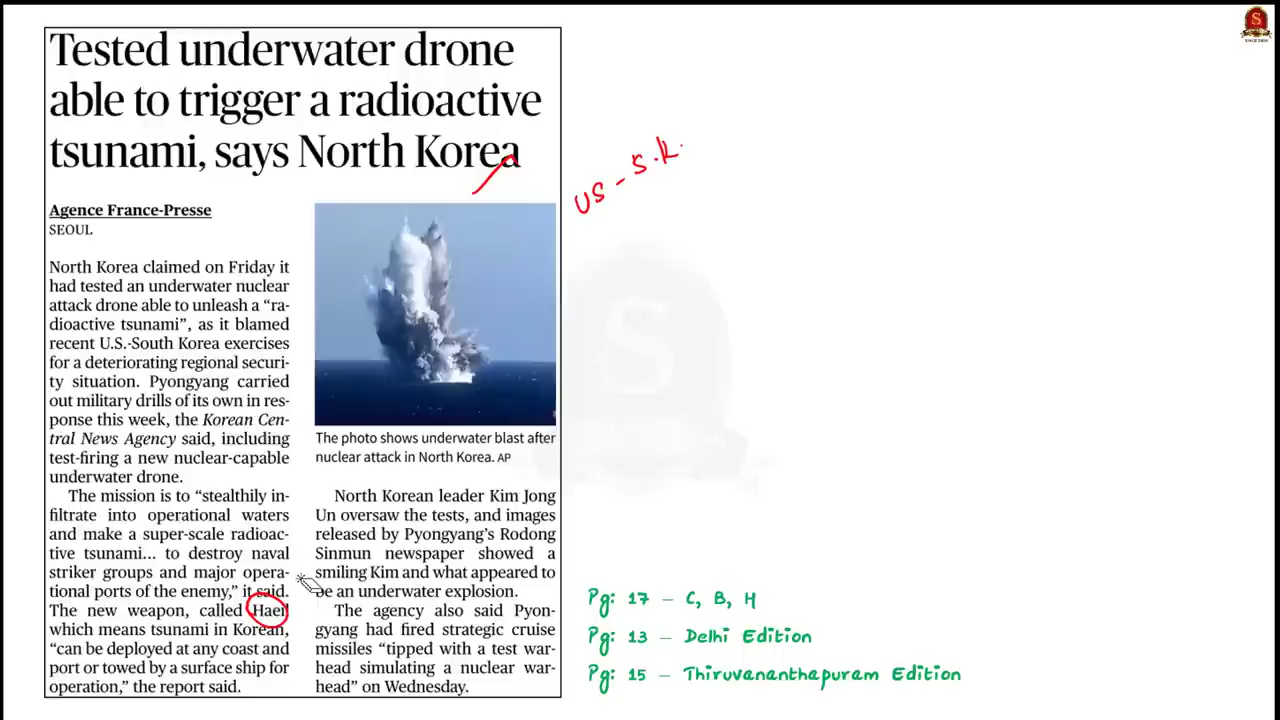 Tested underwater drone
able to trigger a radioactive
tsunami, says North Korea
Agence France-Presse
SEOUL
North Korea claimed on Friday it
had tested an underwater nuclear
attack drone able to unleash a “ra-
dioactive tsunami”, as it blamed
recent U.S.-South Korea exercises
for a deteriorating regional securi-
ty situation. Pyongyang carried
out military drills of its own in res-
ponse this week, the Korean Cen-
tral News Agency said, including
test-firing a new nuclear-capable
underwater drone.
The mission is to “stealthily in-
filtrate into operational waters
and make a super-scale radioac-
tive tsunami... to destroy naval
striker groups and major opera-
tional ports of the enemy,” it said.
The new weapon, called Haeil
which means tsunami in Korean,
“can be deployed at any coast and
port or towed by a surface ship for
operation,” the report said.
The photo shows underwater blast after
nuclear attack in North Korea. AP
North Korean leader Kim Jong
Un oversaw the tests, and images
released by Pyongyang’s Rodong
Sinmun newspaper showed a
smiling Kim and what appeared to
be an underwater explosion.
The agency also said Pyon-
gyang had fired strategic cruise
missiles “tipped with a test war-
head simulating a nuclear war-
head” on Wednesday.
US - S.K.
Pg: 17 - C, B, H
Pg: 13 - Delhi Edition
Pg: 15 - Thiruvananthapuram Edition
S